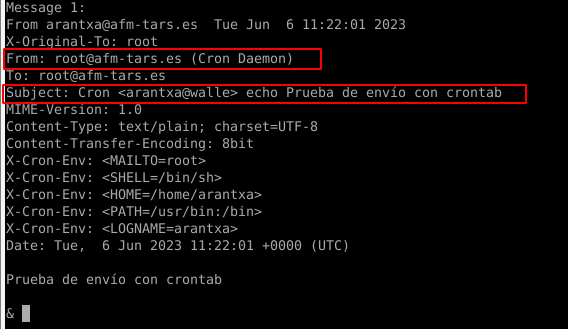 Message 1:
From arantxa@afm-tars.es  Tue Jun  6 11:22:01 2023
X-Original-To: root
From: root@afm-tars.es (Cron Daemon)
To: root@afm-tars.es
Subject: Cron <arantxa@walle> echo Prueba de envío con crontab
MIME-Version: 1.0
Content-Type: text/plain; charset=UTF-8
Content-Transfer-Encoding: 8bit
X-Cron-Env: <MAILTO=root>
X-Cron-Env: <SHELL=/bin/sh>
X-Cron-Env: <HOME=/home/arantxa>
X-Cron-Env: <PATH=/usr/bin:/bin>
X-Cron-Env: <LOGNAME=arantxa>
Date: Tue,  6 Jun 2023 11:22:01 +0000 (UTC)
Prueba de envío con crontab
&